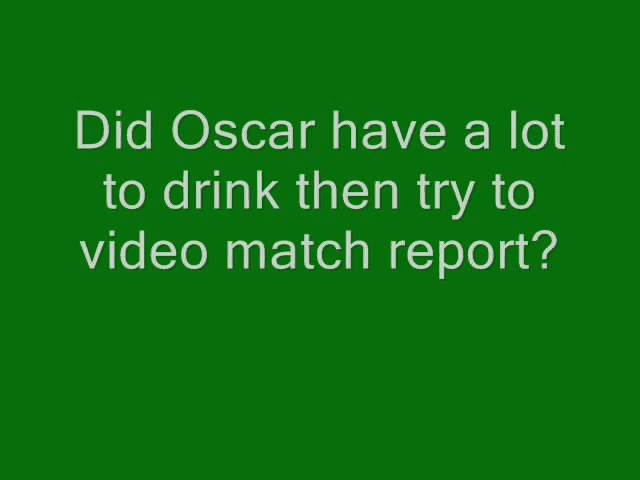 Did Oscar have a lot
to drink then try to
video match report?